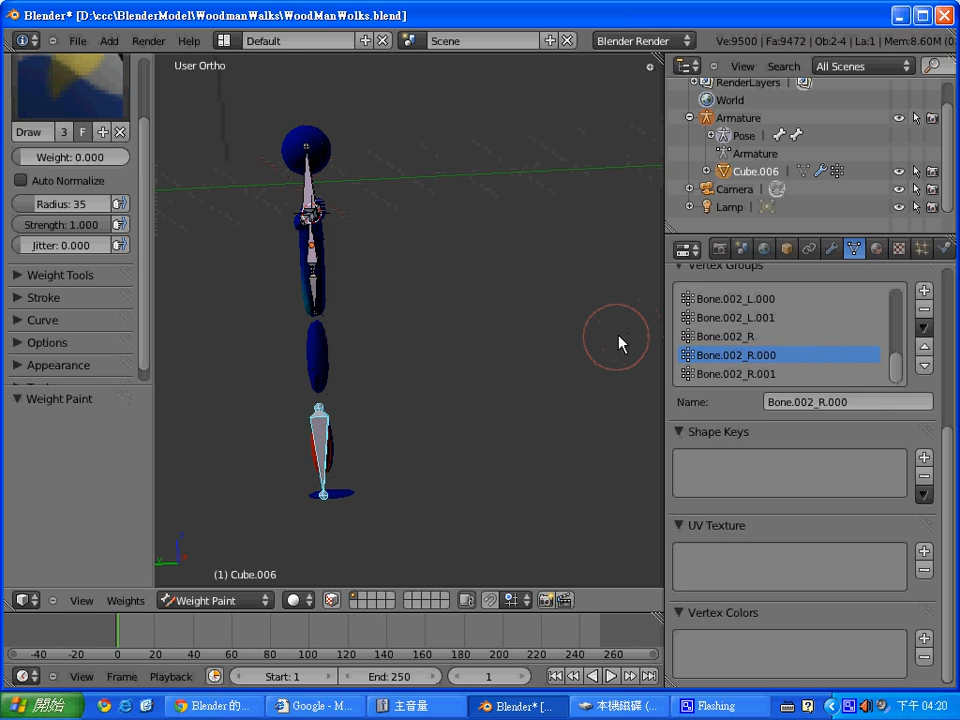 Blender* [D:\ccc\BlenderModel\WoodmanWalks\WoodManWolks.blend]
File Add Render Help Default Scene Blender Render Ve:9500 | Fa:9472 | Ob:2-4 | La:1 | Mem:8.60M
User Ortho
View Search All Scenes
RenderLayers
World
Armature
Pose
Armature
Cube.006
Camera
Lamp
Draw 3 F
Weight: 0.000
Auto Normalize
Radius: 35
Strength: 1.000
Jitter: 0.000
Weight Tools
Stroke
Curve
Options
Appearance
Weight Paint
Vertex Groups
Bone.002_L.000
Bone.002_L.001
Bone.002_R
Bone.002_R.000
Bone.002_R.001
Name: Bone.002_R.000
Shape Keys
UV Texture
Vertex Colors
(1) Cube.006
View Weights Weight Paint
-40 -20 0 20 40 60 80 100 120 140 160 180 200 220 240 260
View Frame Playback Start: 1 End: 250 1
開始 Blender 的... Google - M... 主音量 Blender* [... 本機磁碟 (... Flashing 下午 04:20